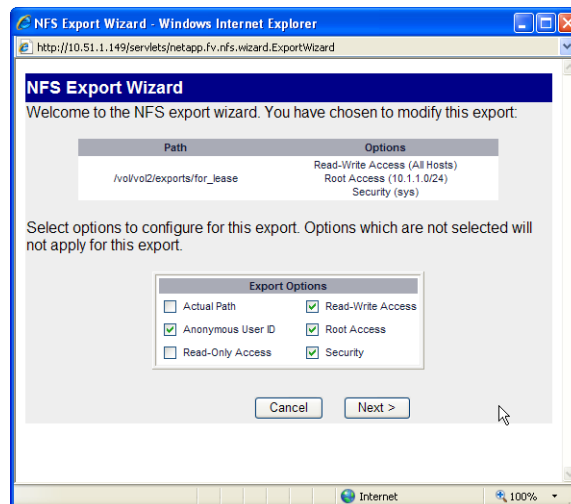 NFS Export Wizard - Windows Internet Explorer
http://10.51.1.149/servlets/netapp.fv.nfs.wizard.ExportWizard
NFS Export Wizard
Welcome to the NFS export wizard. You have chosen to modify this export:
Path Options
/vol/vol2/exports/for_lease
Read-Write Access (All Hosts)
Root Access (10.1.1.0/24)
Security (sys)
Select options to configure for this export. Options which are not selected will
not apply for this export.
Export Options
Actual Path Read-Write Access
Anonymous User ID Root Access
Read-Only Access Security
Cancel Next >
Internet 100%